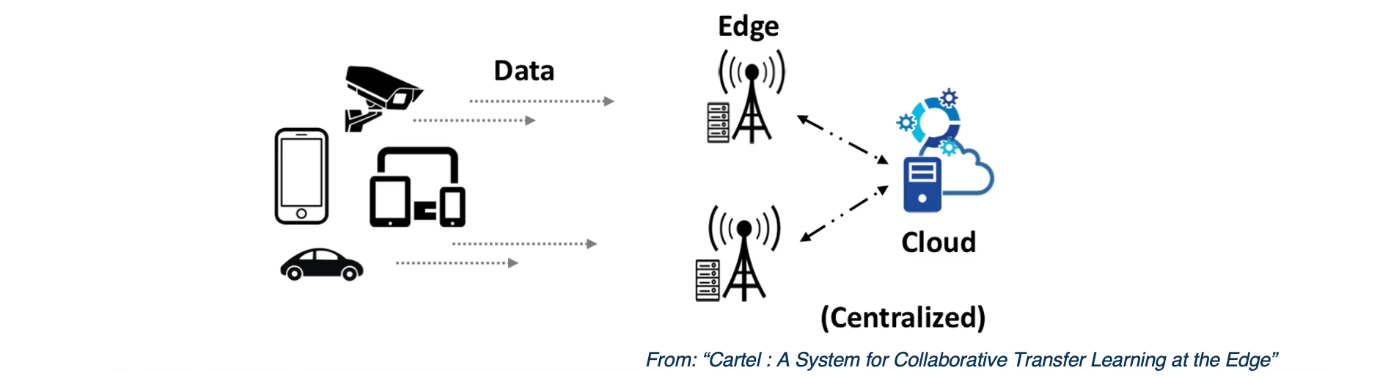 Edge
Data
Cloud
(Centralized)
From: “Cartel : A System for Collaborative Transfer Learning at the Edge”